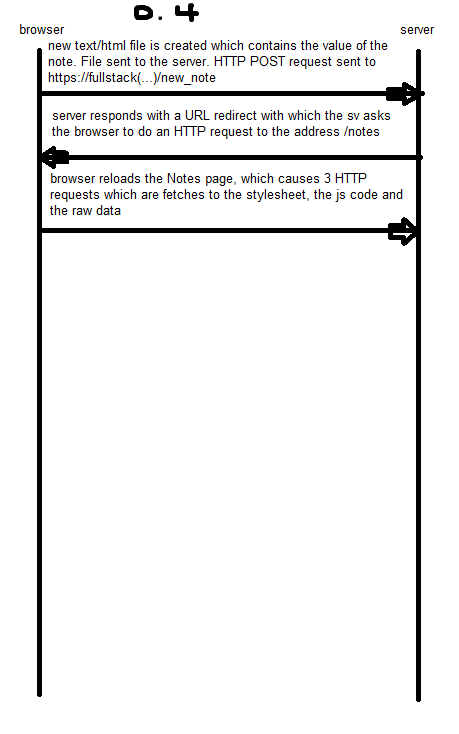 0.4
browser
server
new text/html file is created which contains the value of the
note. File sent to the server. HTTP POST request sent to
https://fullstack(...)/new_note
server responds with a URL redirect with which the sv asks
the browser to do an HTTP request to the address /notes
browser reloads the Notes page, which causes 3 HTTP
requests which are fetches to the stylesheet, the js code and
the raw data